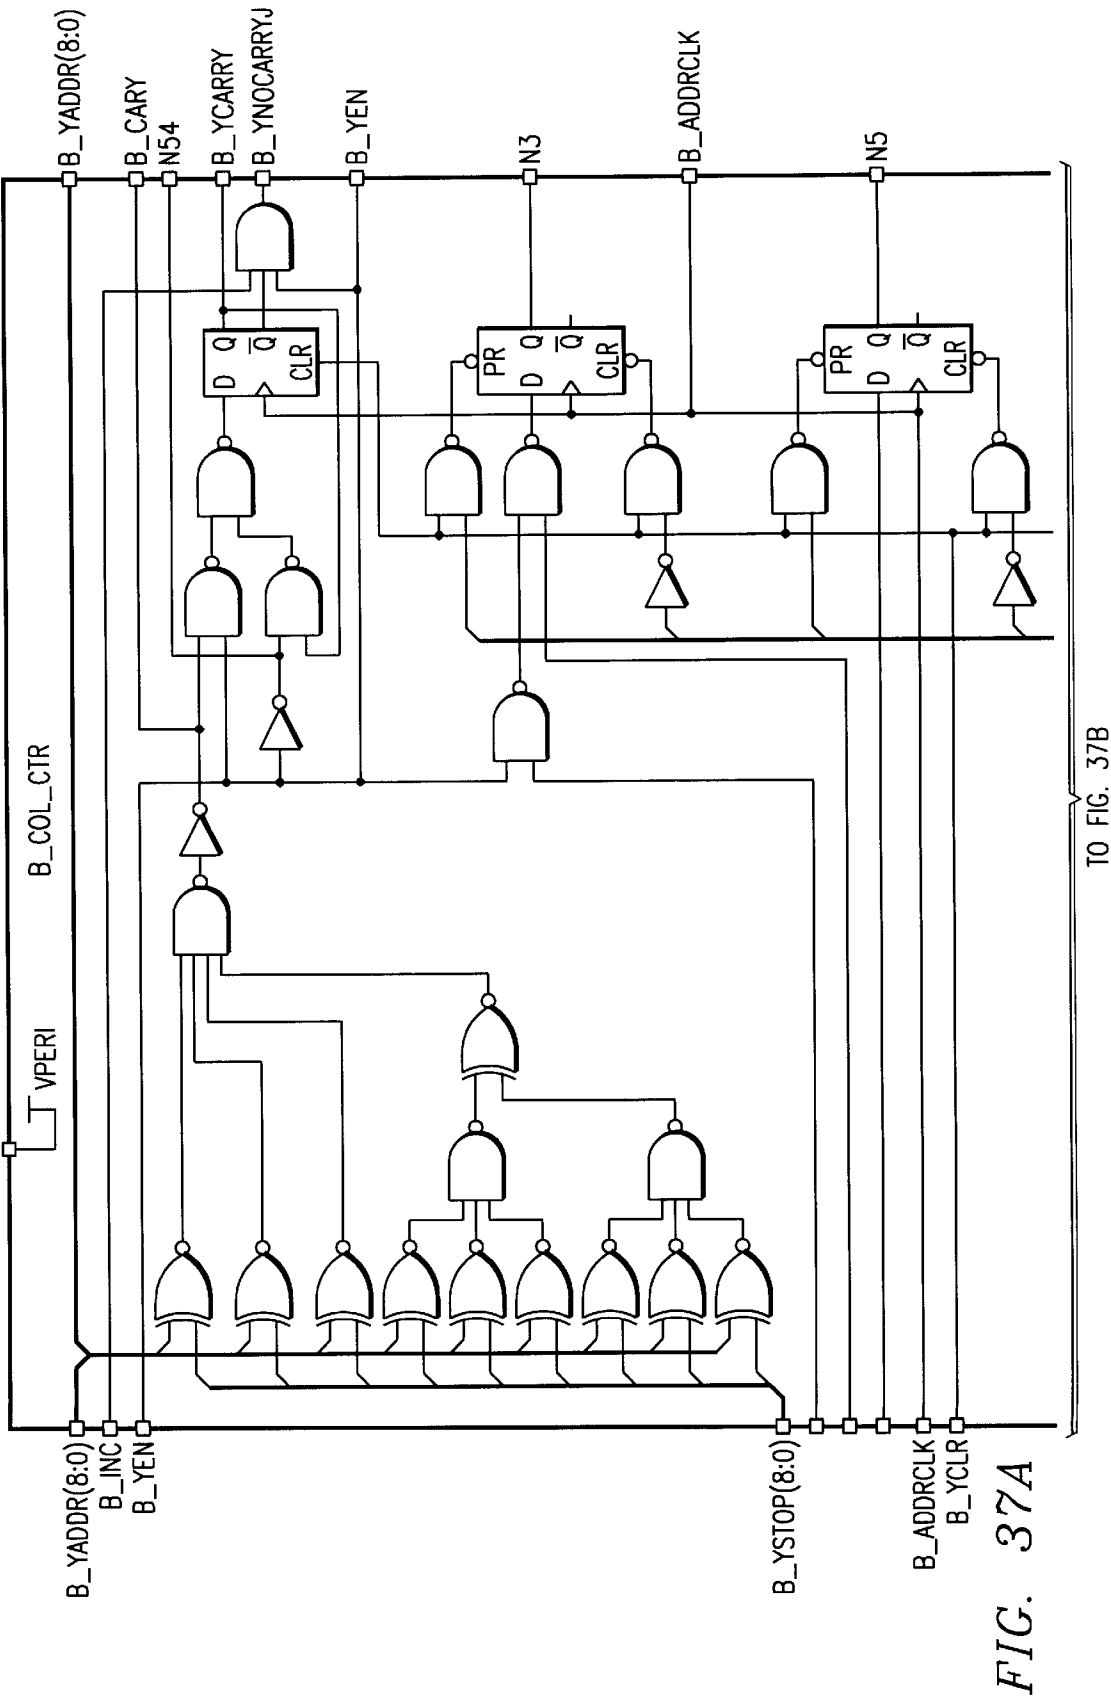 B_YADDR(8:0)
B_INC
B_YEN
VPERI
B_COL_CTR
B_YADDR(8:0)
B_CARY
N54
B_YCARRY
B_YNOCARRYJ
B_YEN
N3
B_ADDRCLK
N5
D Q
Q
CLR
PR
D Q
Q
CLR
PR
D Q
Q
CLR
B_YSTOP(8:0)
B_ADDRCLK
B_YCLR
TO FIG. 37B
FIG. 37A